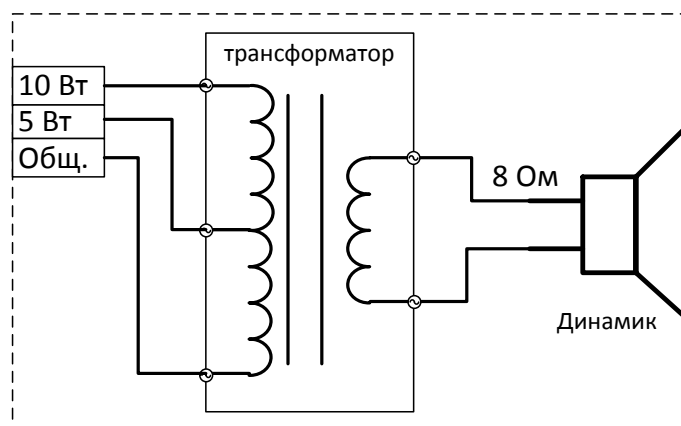 трансформатор
10 Вт
5 Вт
Общ.
8 Ом
Динамик